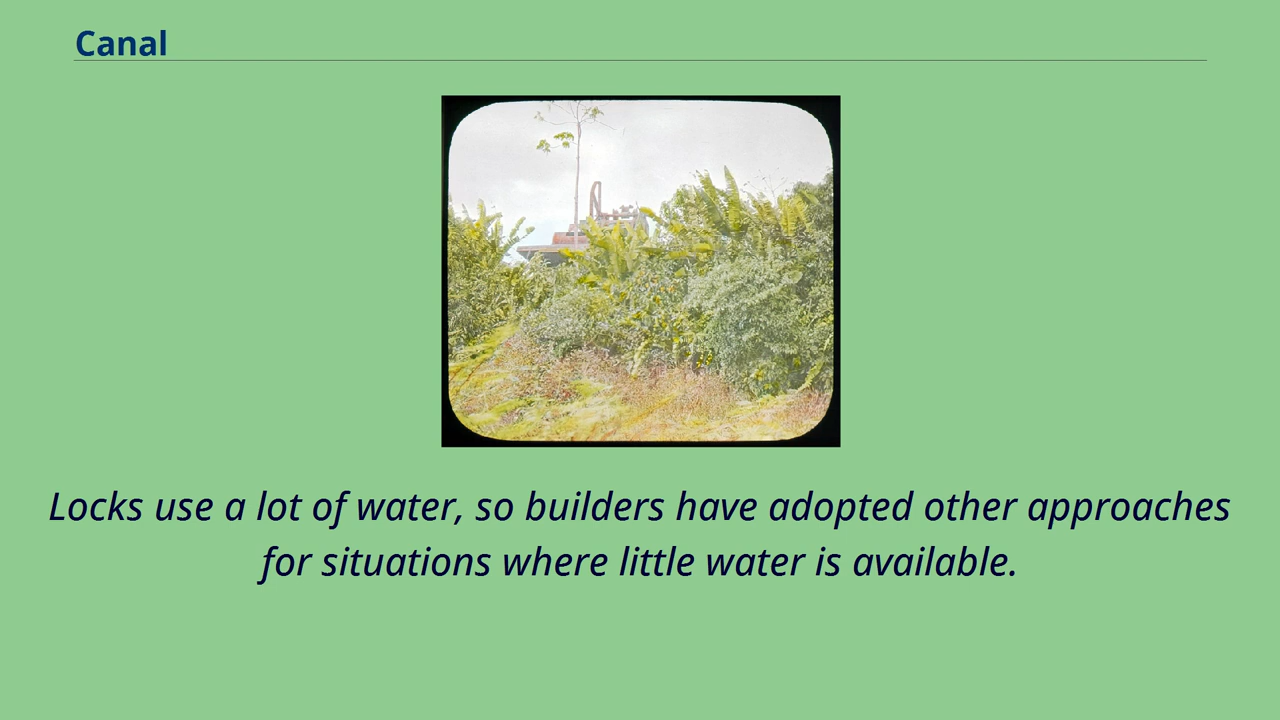 Canal
Locks use a lot of water, so builders have adopted other approaches
for situations where little water is available.